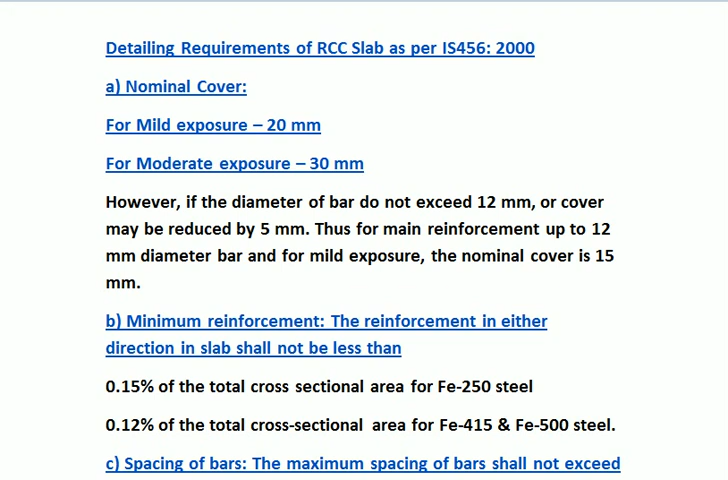 Detailing Requirements of RCC Slab as per IS456: 2000
a) Nominal Cover:
For Mild exposure – 20 mm
For Moderate exposure – 30 mm
However, if the diameter of bar do not exceed 12 mm, or cover
may be reduced by 5 mm. Thus for main reinforcement up to 12
mm diameter bar and for mild exposure, the nominal cover is 15
mm.
b) Minimum reinforcement: The reinforcement in either
direction in slab shall not be less than
0.15% of the total cross sectional area for Fe-250 steel
0.12% of the total cross-sectional area for Fe-415 & Fe-500 steel.
c) Spacing of bars: The maximum spacing of bars shall not exceed